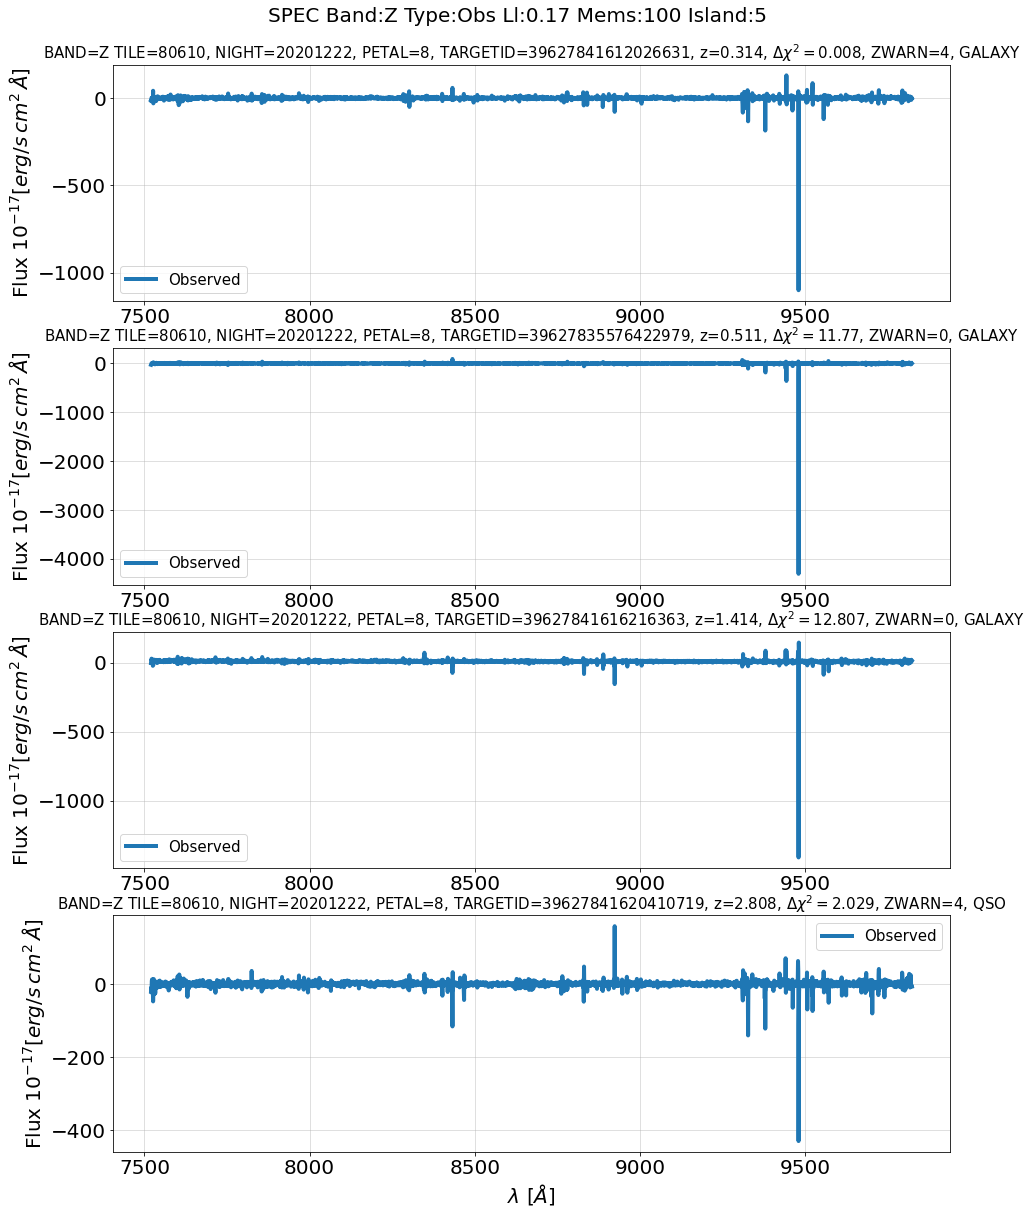 SPEC Band:Z Type:Obs Ll:0.17 Mems:100 Island:5
BAND=Z TILE=80610, NIGHT=20201222, PETAL=8, TARGETID=39627841612026631, z=0.314, Δχ² = 0.008, ZWARN=4, GALAXY
Flux 10⁻¹⁷[erg/s cm² Å]
0
−500
−1000
Observed
7500 8000 8500 9000 9500
BAND=Z TILE=80610, NIGHT=20201222, PETAL=8, TARGETID=39627835576422979, z=0.511, Δχ² = 11.77, ZWARN=0, GALAXY
Flux 10⁻¹⁷[erg/s cm² Å]
0
−1000
−2000
−3000
−4000
Observed
7500 8000 8500 9000 9500
BAND=Z TILE=80610, NIGHT=20201222, PETAL=8, TARGETID=39627841616216363, z=1.414, Δχ² = 12.807, ZWARN=0, GALAXY
Flux 10⁻¹⁷[erg/s cm² Å]
0
−500
−1000
Observed
7500 8000 8500 9000 9500
BAND=Z TILE=80610, NIGHT=20201222, PETAL=8, TARGETID=39627841620410719, z=2.808, Δχ² = 2.029, ZWARN=4, QSO
Flux 10⁻¹⁷[erg/s cm² Å]
Observed
0
−200
−400
7500 8000 8500 9000 9500
λ [Å]